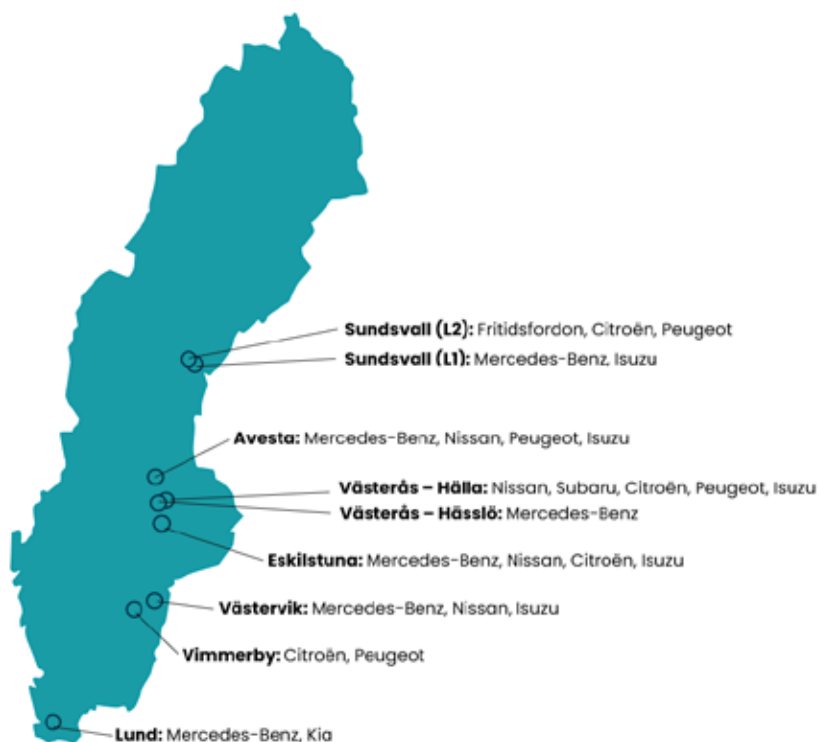 Sundsvall (L2): Fritidsfordon, Citroën, Peugeot
Sundsvall (L1): Mercedes-Benz, Isuzu
Avesta: Mercedes-Benz, Nissan, Peugeot, Isuzu
Västerås – Hälla: Nissan, Subaru, Citroën, Peugeot, Isuzu
Västerås – Hässlö: Mercedes-Benz
Eskilstuna: Mercedes-Benz, Nissan, Citroën, Isuzu
Västervik: Mercedes-Benz, Nissan, Isuzu
Vimmerby: Citroën, Peugeot
Lund: Mercedes-Benz, Kia